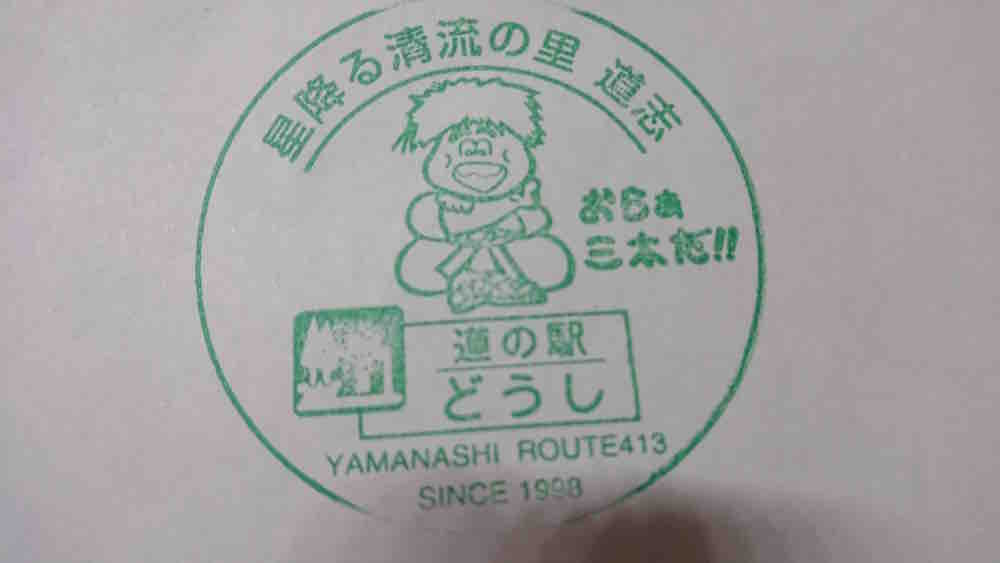 星降る清流の里 道志
おらぁ
三太だ!!
道の駅
どうし
YAMANASHI ROUTE413
SINCE 1998